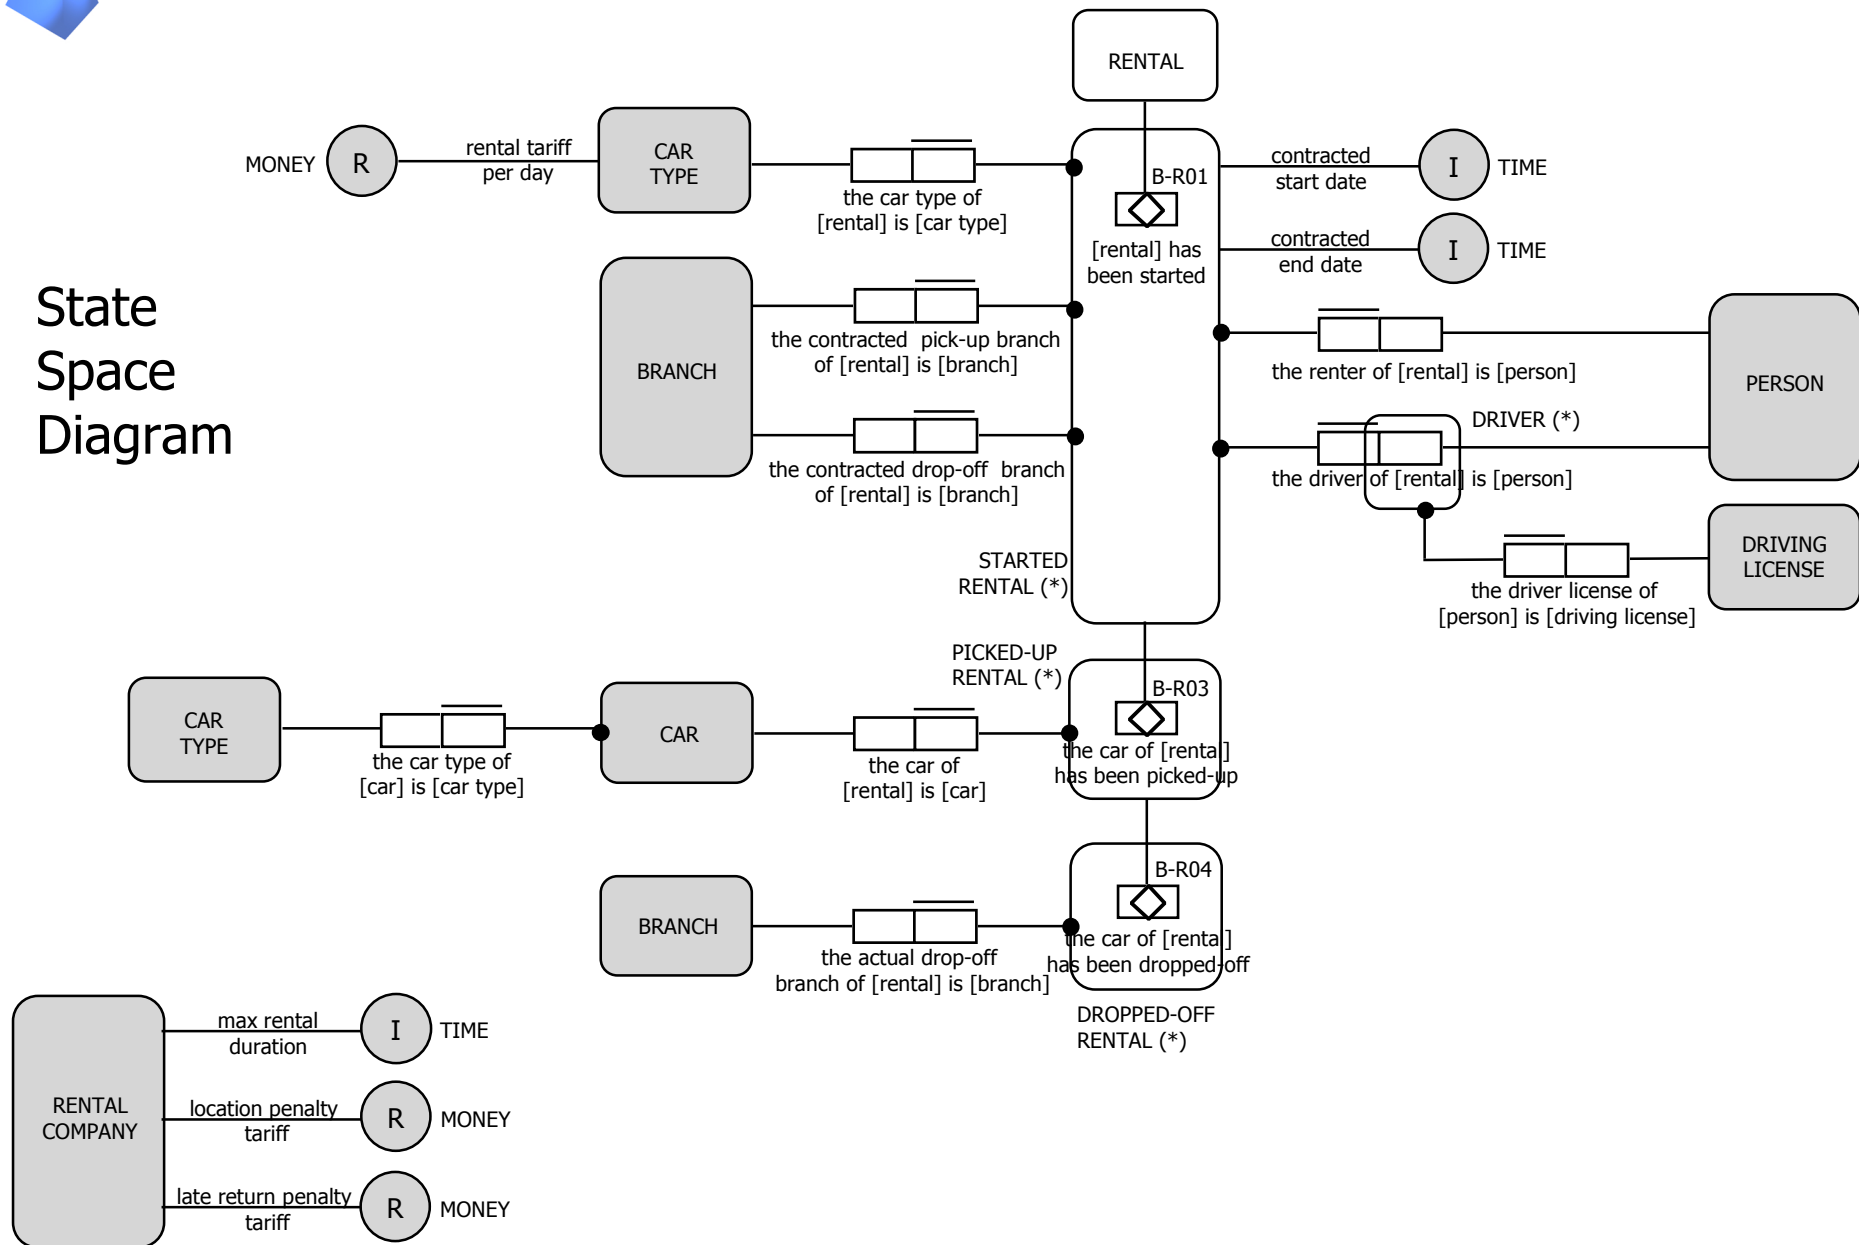 State
Space
Diagram
RENTAL
MONEY
R
rental tariff
per day
CAR
TYPE
the car type of
[rental] is [car type]
B-R01
[rental] has
been started
contracted
start date
I
TIME
contracted
end date
I
TIME
BRANCH
the contracted pick-up branch
of [rental] is [branch]
the contracted drop-off branch
of [rental] is [branch]
the renter of [rental] is [person]
PERSON
DRIVER (*)
the driver of [rental] is [person]
DRIVING
LICENSE
the driver license of
[person] is [driving license]
STARTED
RENTAL (*)
PICKED-UP
RENTAL (*)
B-R03
the car of [rental]
has been picked-up
CAR
TYPE
the car type of
[car] is [car type]
CAR
the car of
[rental] is [car]
B-R04
the car of [rental]
has been dropped-off
BRANCH
the actual drop-off
branch of [rental] is [branch]
DROPPED-OFF
RENTAL (*)
RENTAL
COMPANY
max rental
duration
I
TIME
location penalty
tariff
R
MONEY
late return penalty
tariff
R
MONEY